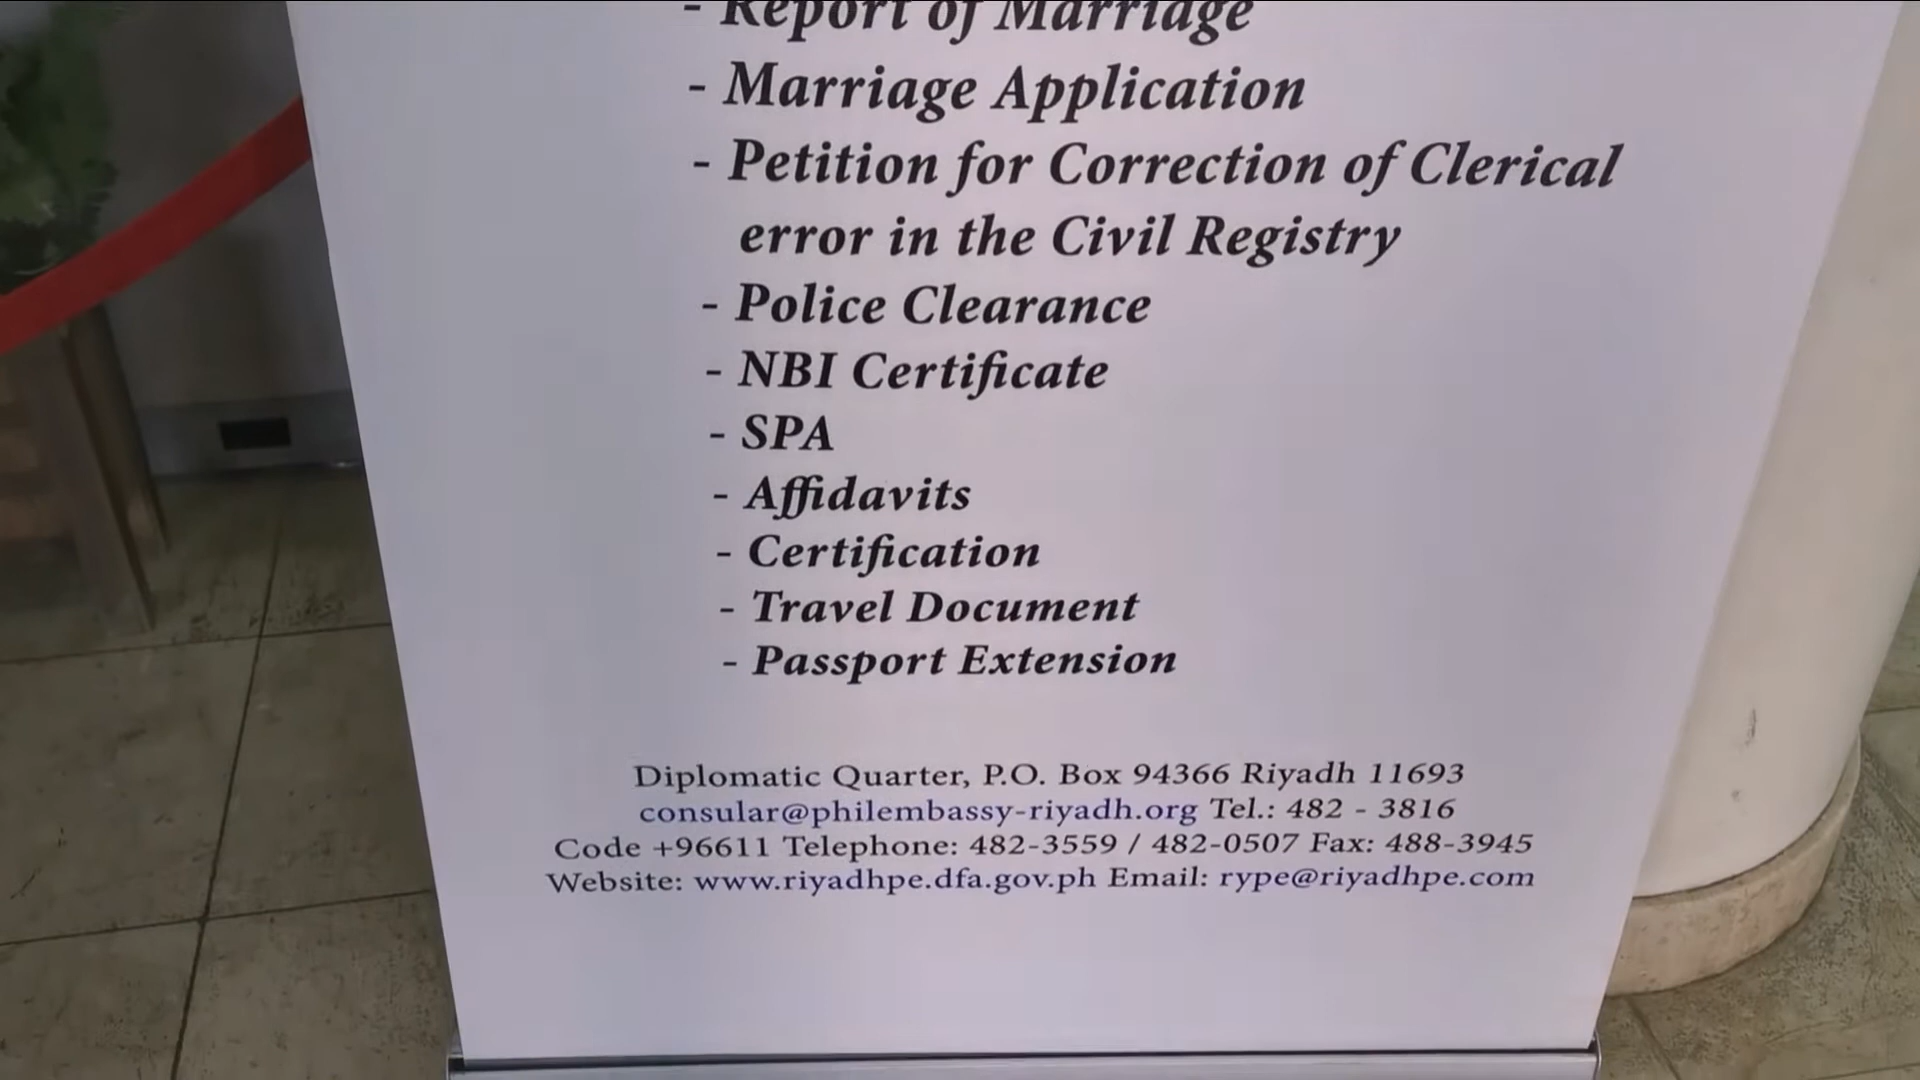 - Report of Marriage
- Marriage Application
- Petition for Correction of Clerical
error in the Civil Registry
- Police Clearance
- NBI Certificate
- SPA
- Affidavits
- Certification
- Travel Document
- Passport Extension
Diplomatic Quarter, P.O. Box 94366 Riyadh 11693
consular@philembassy-riyadh.org Tel.: 482 - 3816
Code +96611 Telephone: 482-3559 / 482-0507 Fax: 488-3945
Website: www.riyadhpe.dfa.gov.ph Email: rype@riyadhpe.com